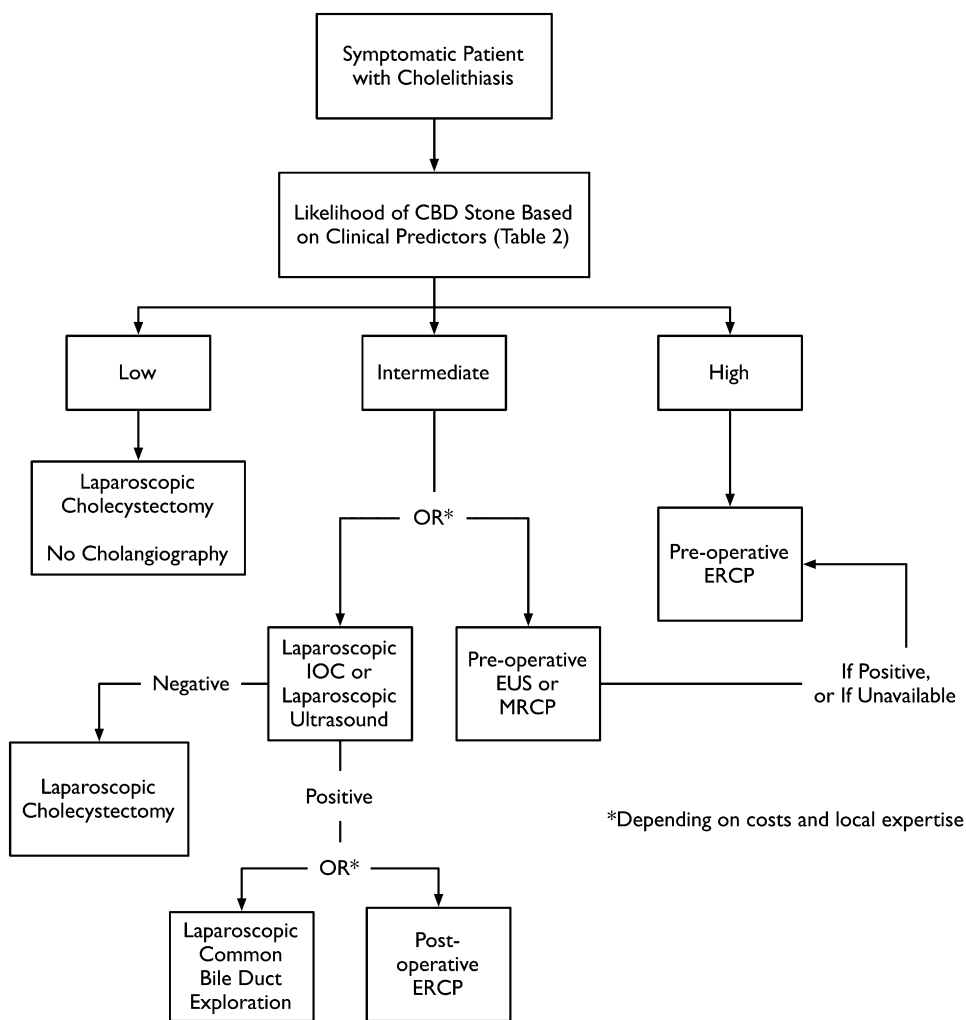 Symptomatic Patient
with Cholelithiasis
Likelihood of CBD Stone Based
on Clinical Predictors (Table 2)
Low
Intermediate
High
Laparoscopic
Cholecystectomy
No Cholangiography
OR*
Pre-operative
ERCP
Laparoscopic
IOC or
Laparoscopic
Ultrasound
Pre-operative
EUS or
MRCP
If Positive,
or If Unavailable
Negative
Laparoscopic
Cholecystectomy
Positive
*Depending on costs and local expertise
OR*
Laparoscopic
Common
Bile Duct
Exploration
Post-
operative
ERCP